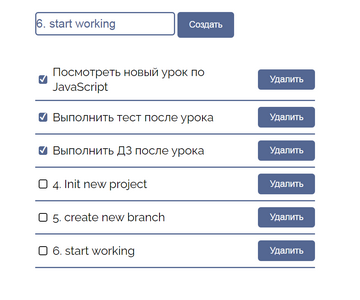 6. start working
Создать
Посмотреть новый урок по
JavaScript
Удалить
Выполнить тест после урока
Удалить
Выполнить ДЗ после урока
Удалить
4. Init new project
Удалить
5. create new branch
Удалить
6. start working
Удалить